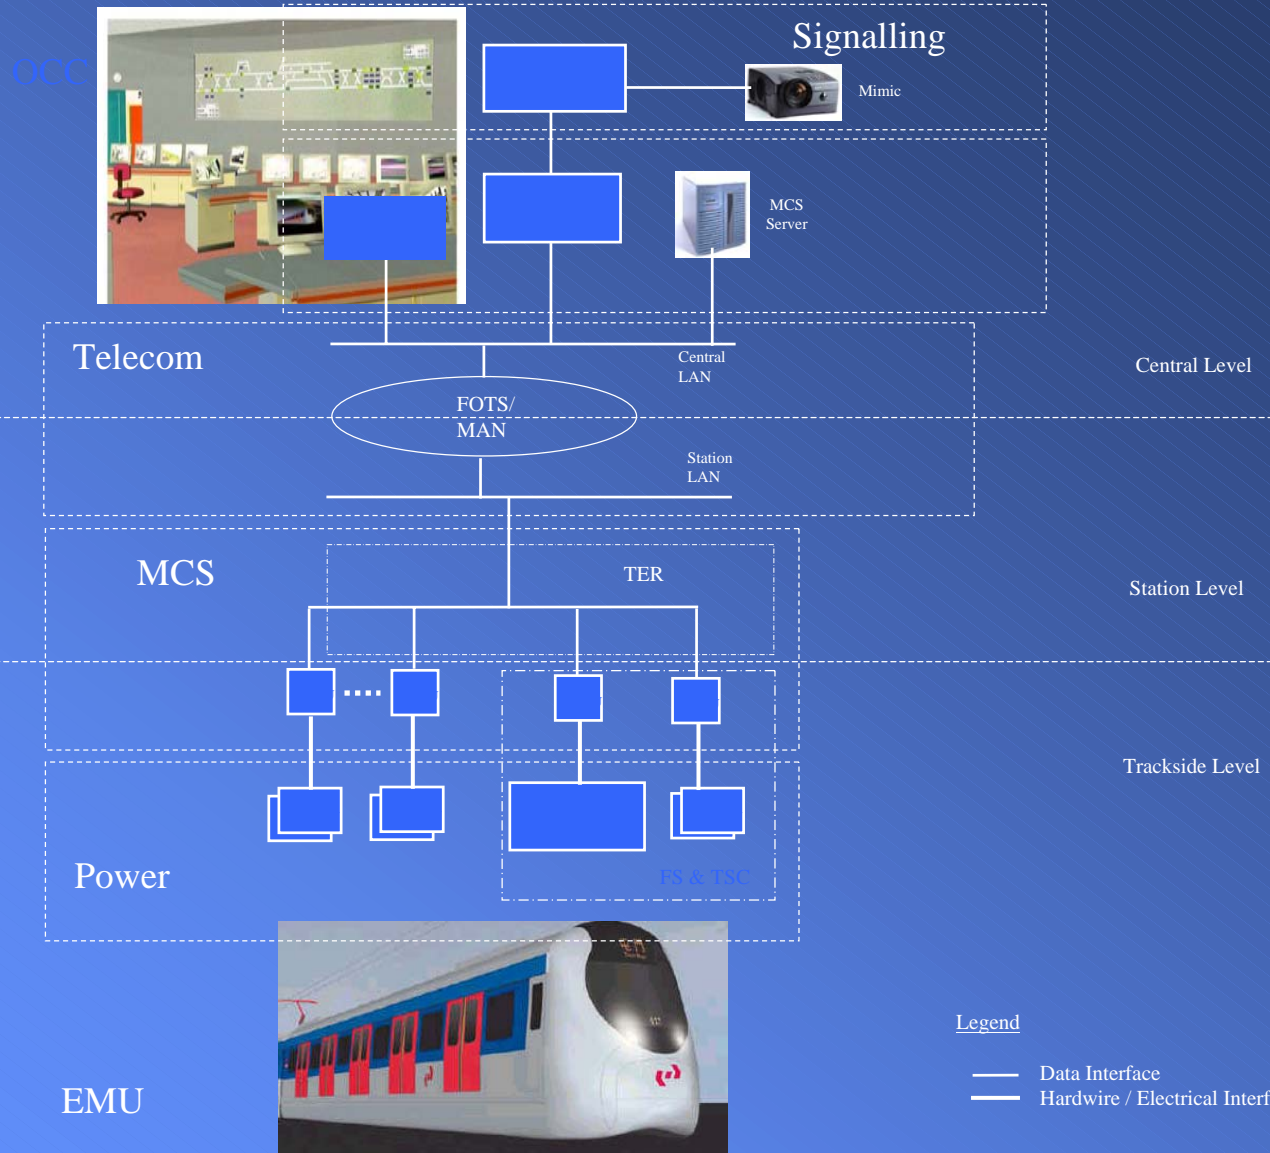 Signalling
OCC
Mimic
MCS
Server
Telecom
Central
LAN
Central Level
FOTS/
MAN
Station
LAN
MCS
TER
Station Level
Trackside Level
Power
FS & TSC
Legend
Data Interface
Hardwire / Electrical Interf
EMU